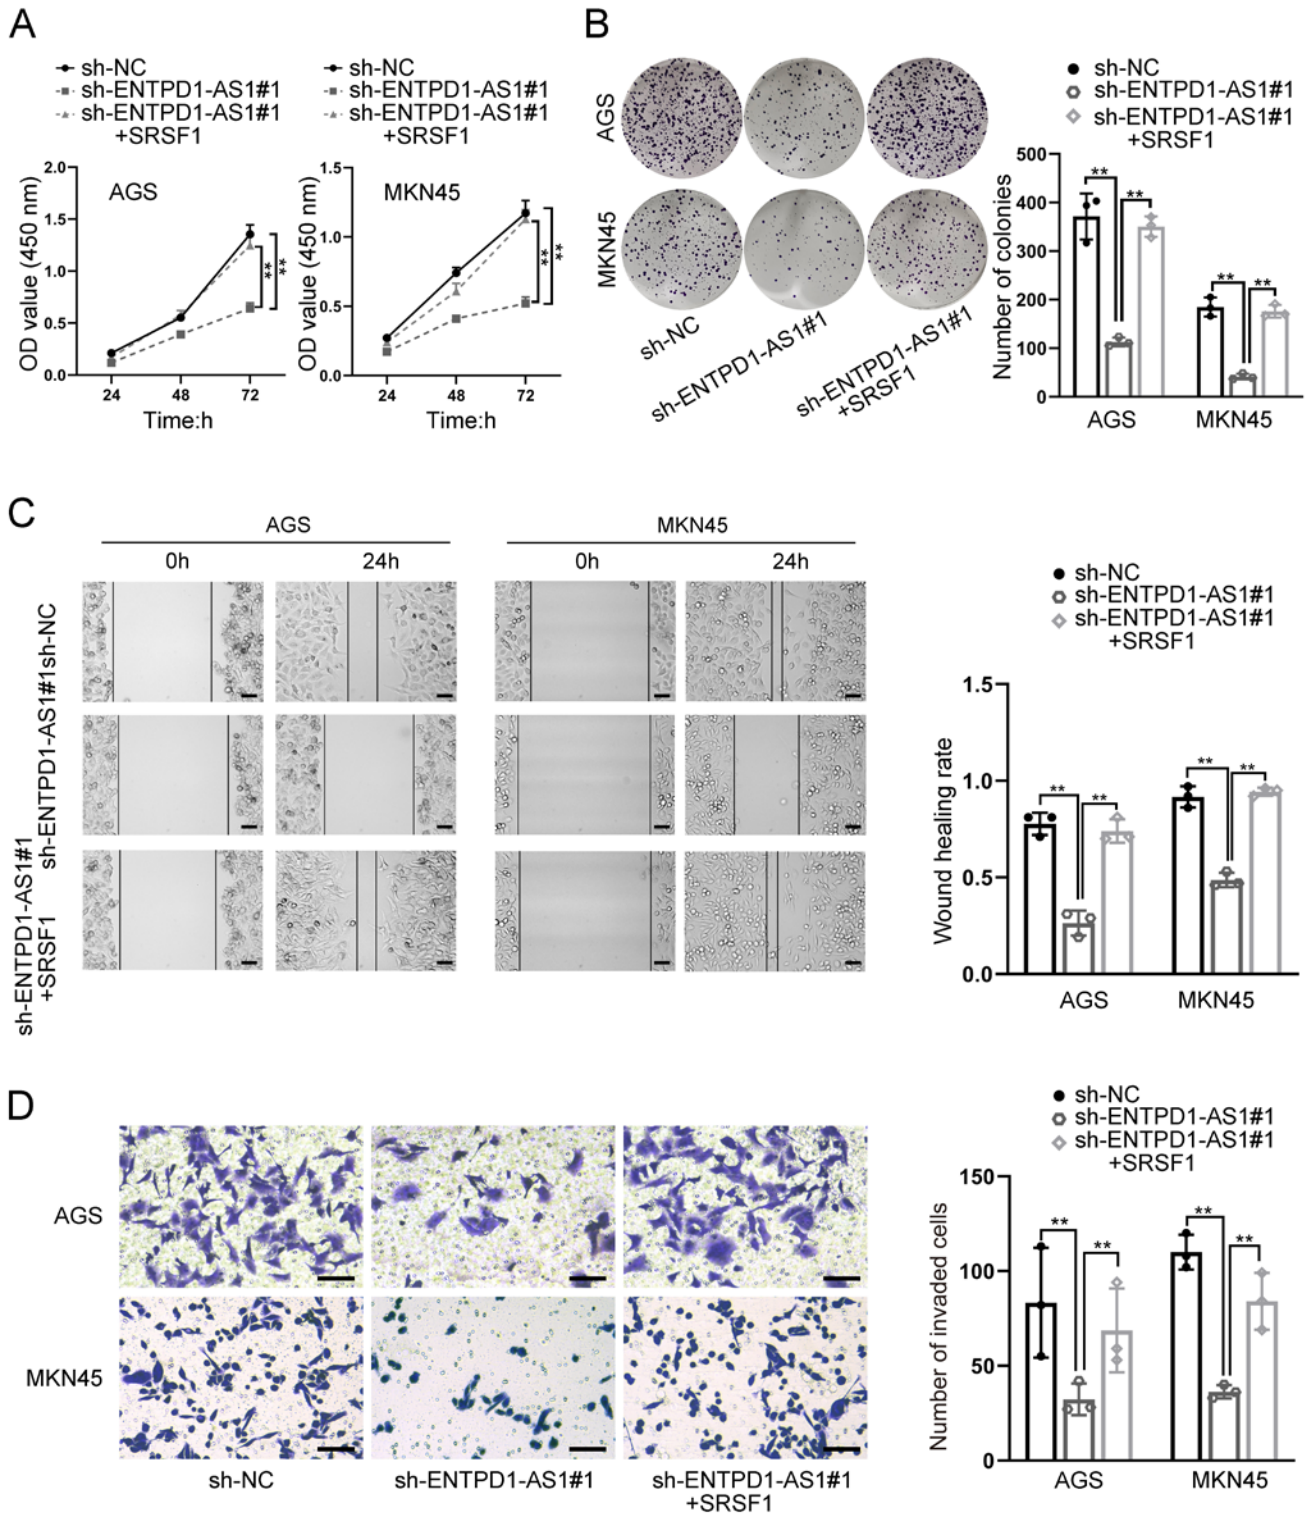 A
sh-NC
sh-ENTPD1-AS1#1
sh-ENTPD1-AS1#1
+SRSF1
sh-NC
sh-ENTPD1-AS1#1
sh-ENTPD1-AS1#1
+SRSF1
OD value (450 nm)
2.0
1.5
1.0
0.5
0.0
AGS
**
**
24
48
72
Time:h
OD value (450 nm)
1.5
1.0
0.5
0.0
MKN45
**
**
24
48
72
Time:h
B
AGS
MKN45
sh-NC
sh-ENTPD1-AS1#1
sh-ENTPD1-AS1#1
+SRSF1
sh-NC
sh-ENTPD1-AS1#1
sh-ENTPD1-AS1#1
+SRSF1
Number of colonies
500
400
300
200
100
0
**
**
**
**
AGS
MKN45
C
AGS
MKN45
0h
24h
0h
24h
sh-NC
sh-ENTPD1-AS1#1
sh-ENTPD1-AS1#1
+SRSF1
sh-NC
sh-ENTPD1-AS1#1
sh-ENTPD1-AS1#1
+SRSF1
Wound healing rate
1.5
1.0
0.5
0.0
**
**
**
**
AGS
MKN45
D
AGS
MKN45
sh-NC
sh-ENTPD1-AS1#1
sh-ENTPD1-AS1#1
+SRSF1
sh-NC
sh-ENTPD1-AS1#1
sh-ENTPD1-AS1#1
+SRSF1
Number of invaded cells
150
100
50
0
**
**
**
**
AGS
MKN45